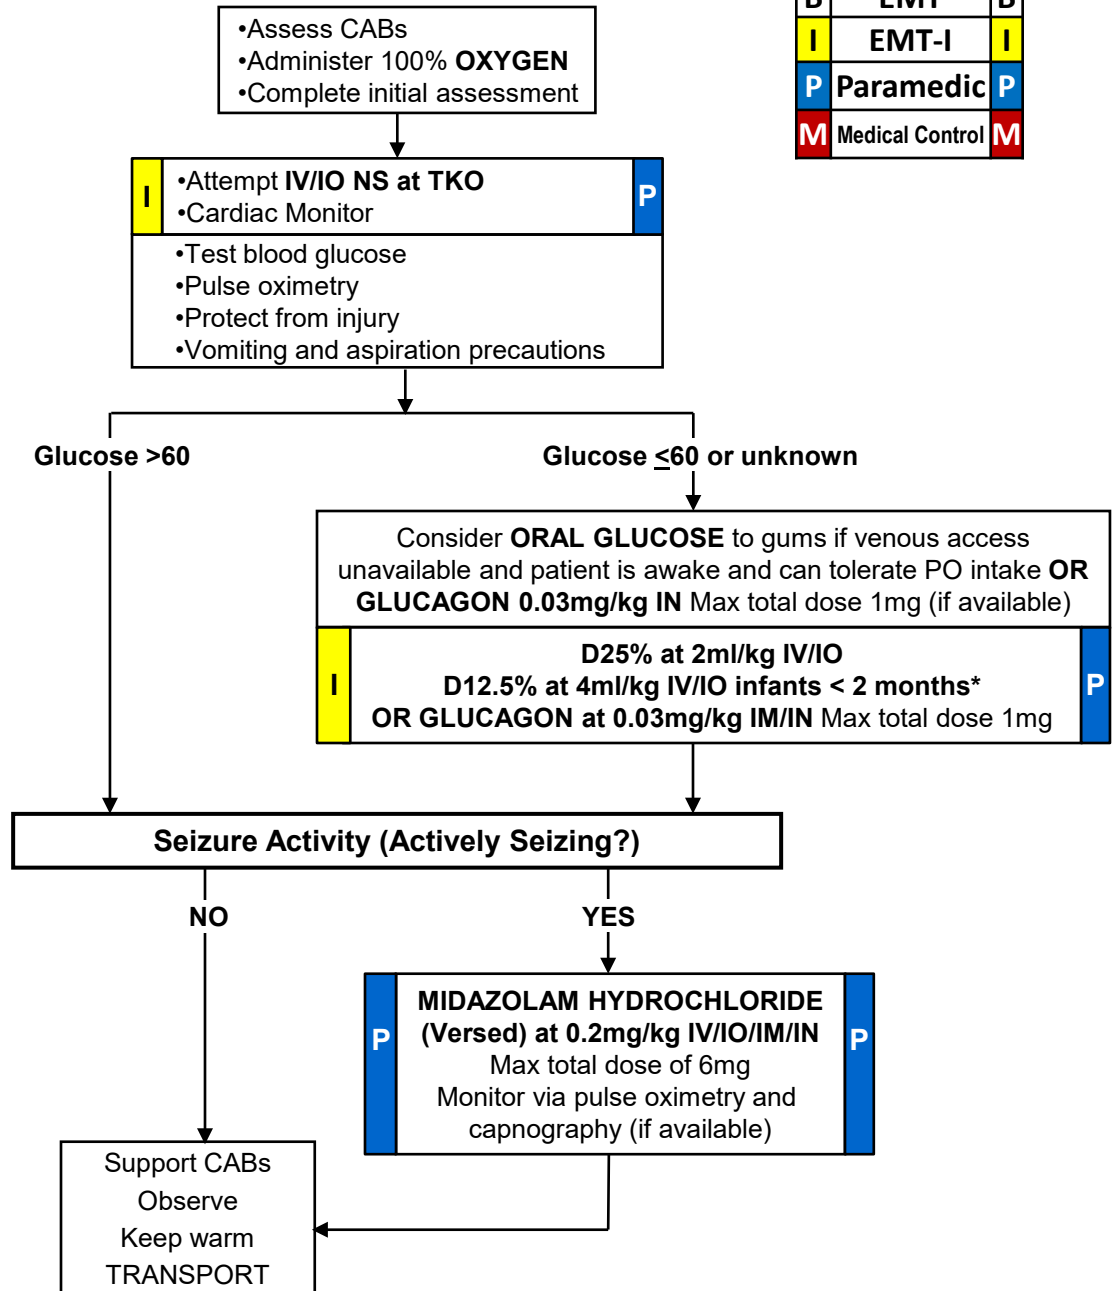 •Assess CABs
•Administer 100% OXYGEN
•Complete initial assessment
B EMT B
I EMT-I I
P Paramedic P
M Medical Control M
I
•Attempt IV/IO NS at TKO
•Cardiac Monitor
P
•Test blood glucose
•Pulse oximetry
•Protect from injury
•Vomiting and aspiration precautions
Glucose >60
Glucose <60 or unknown
Consider ORAL GLUCOSE to gums if venous access
unavailable and patient is awake and can tolerate PO intake OR
GLUCAGON 0.03mg/kg IN Max total dose 1mg (if available)
I
D25% at 2ml/kg IV/IO
D12.5% at 4ml/kg IV/IO infants < 2 months*
OR GLUCAGON at 0.03mg/kg IM/IN Max total dose 1mg
P
Seizure Activity (Actively Seizing?)
NO
YES
P
MIDAZOLAM HYDROCHLORIDE
(Versed) at 0.2mg/kg IV/IO/IM/IN
Max total dose of 6mg
Monitor via pulse oximetry and
capnography (if available)
P
Support CABs
Observe
Keep warm
TRANSPORT